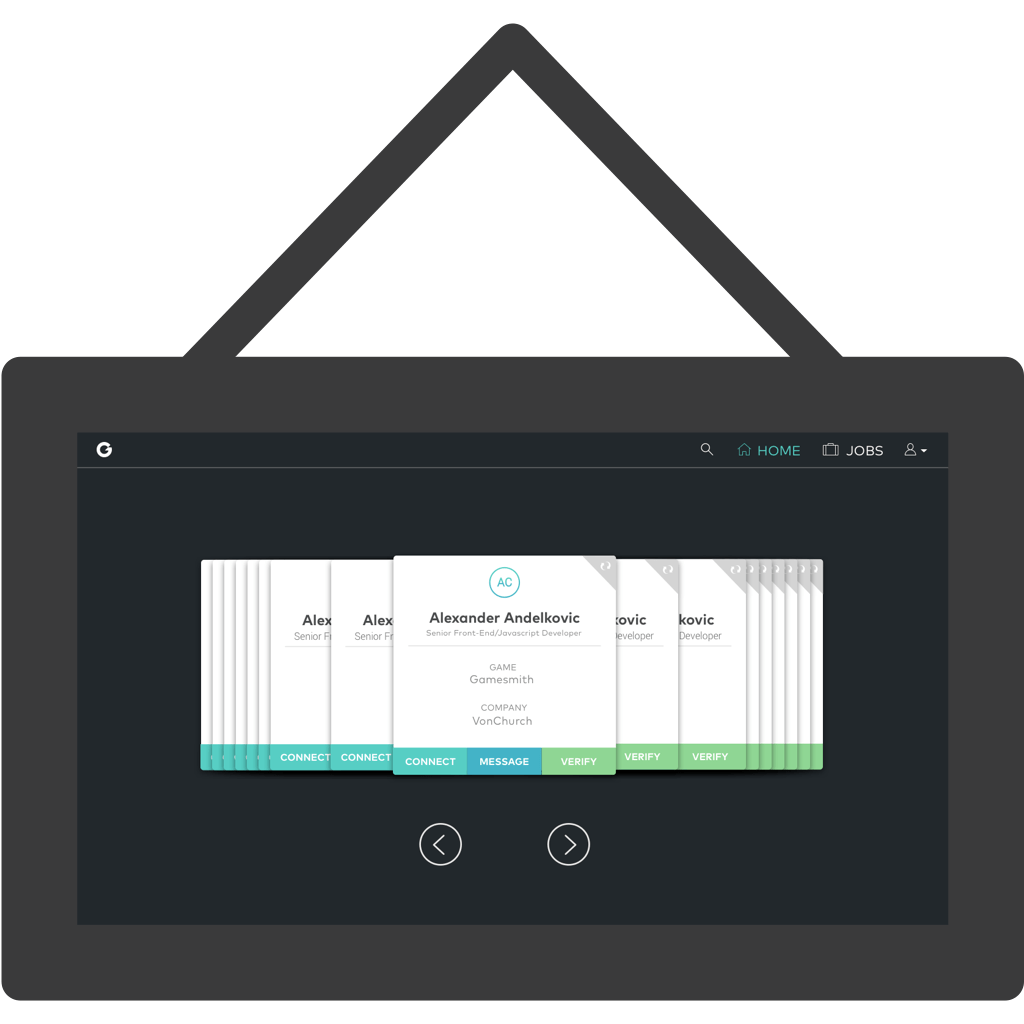 G
HOME
JOBS
AC
Alexander Andelkovic
Senior Front-End/Javascript Developer
GAME
Gamesmith
COMPANY
VonChurch
CONNECT MESSAGE VERIFY
Alex
Senior Fr
CONNECT
Alex
Senior Fr
CONNECT
kovic
Developer
VERIFY
kovic
Developer
VERIFY